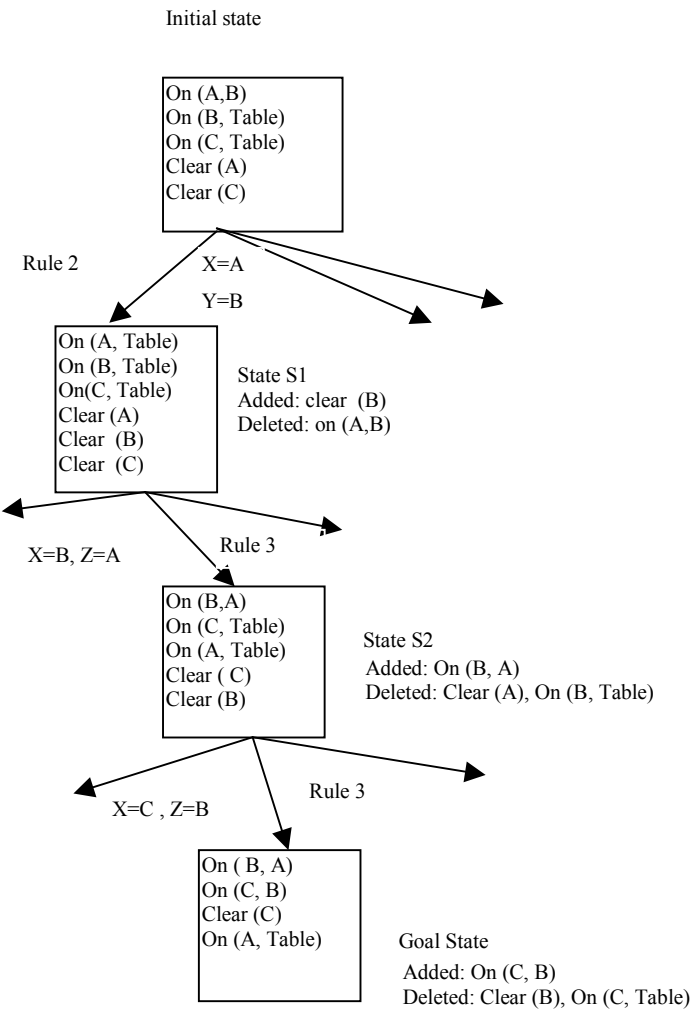 Initial state
On (A,B)
On (B, Table)
On (C, Table)
Clear (A)
Clear (C)
Rule 2
X=A
Y=B
On (A, Table)
On (B, Table)
On(C, Table)
Clear (A)
Clear  (B)
Clear  (C)
State S1
Added: clear  (B)
Deleted: on (A,B)
X=B, Z=A
Rule 3
On (B,A)
On (C, Table)
On (A, Table)
Clear ( C)
Clear (B)
State S2
Added: On (B, A)
Deleted: Clear (A), On (B, Table)
X=C , Z=B
Rule 3
On ( B, A)
On (C, B)
Clear (C)
On (A, Table)
Goal State
Added: On (C, B)
Deleted: Clear (B), On (C, Table)